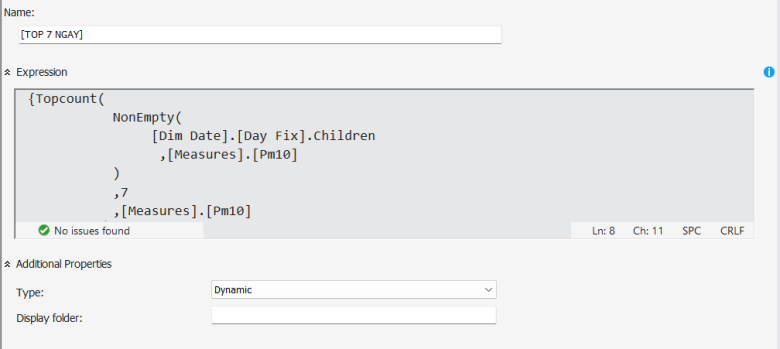 Name:
[TOP 7 NGAY]
Expression
{Topcount(
NonEmpty(
[Dim Date].[Day Fix].Children
,[Measures].[Pm10]
)
,7
,[Measures].[Pm10]
No issues found
Ln: 8 Ch: 11 SPC CRLF
Additional Properties
Type: Dynamic
Display folder: